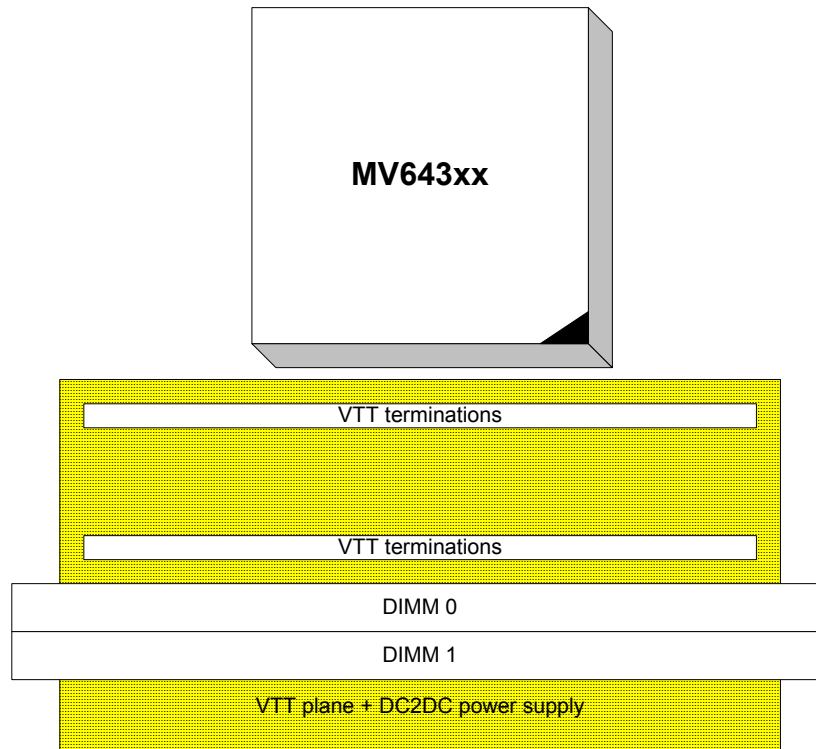 MV643xx
VTT terminations
VTT terminations
DIMM 0
DIMM 1
VTT plane + DC2DC power supply